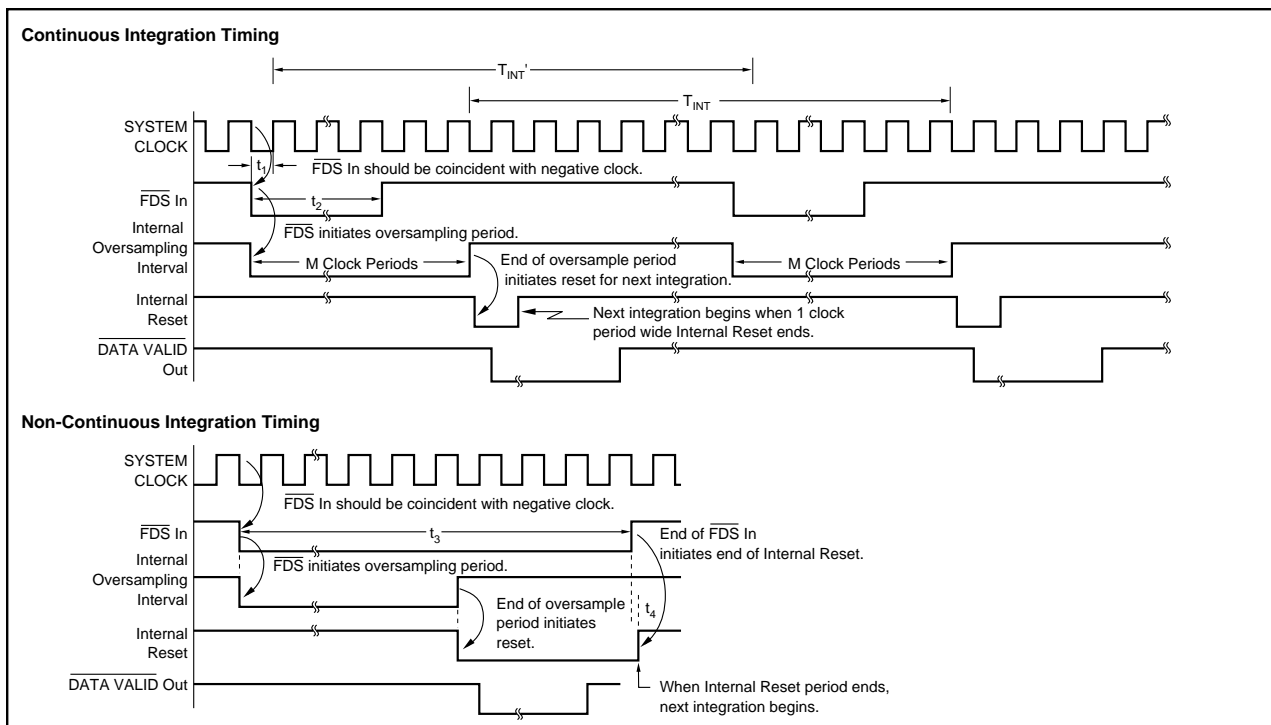 Continuous Integration Timing
TINT'
TINT
SYSTEM
CLOCK
t1
FDS In should be coincident with negative clock.
FDS In
t2
FDS initiates oversampling period.
Internal
Oversampling
Interval
M Clock Periods
End of oversample period
initiates reset for next integration.
M Clock Periods
Internal
Reset
Next integration begins when 1 clock
period wide Internal Reset ends.
DATA VALID
Out
Non-Continuous Integration Timing
SYSTEM
CLOCK
FDS In should be coincident with negative clock.
FDS In
t3
End of FDS In
initiates end of Internal Reset.
FDS initiates oversampling period.
Internal
Oversampling
Interval
End of oversample
period initiates
reset.
t4
Internal
Reset
DATA VALID Out
When Internal Reset period ends,
next integration begins.